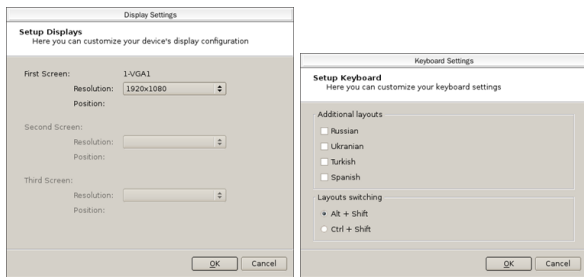 Display Settings
Setup Displays
Here you can customize your device's display configuration
First Screen: 1-VGA1
Resolution: 1920x1080
Position:
Second Screen:
Resolution:
Position:
Third Screen:
Resolution:
Position:
OK Cancel
Keyboard Settings
Setup Keyboard
Here you can customize your keyboard settings
Additional layouts
Russian
Ukranian
Turkish
Spanish
Layouts switching
Alt + Shift
Ctrl + Shift
OK Cancel